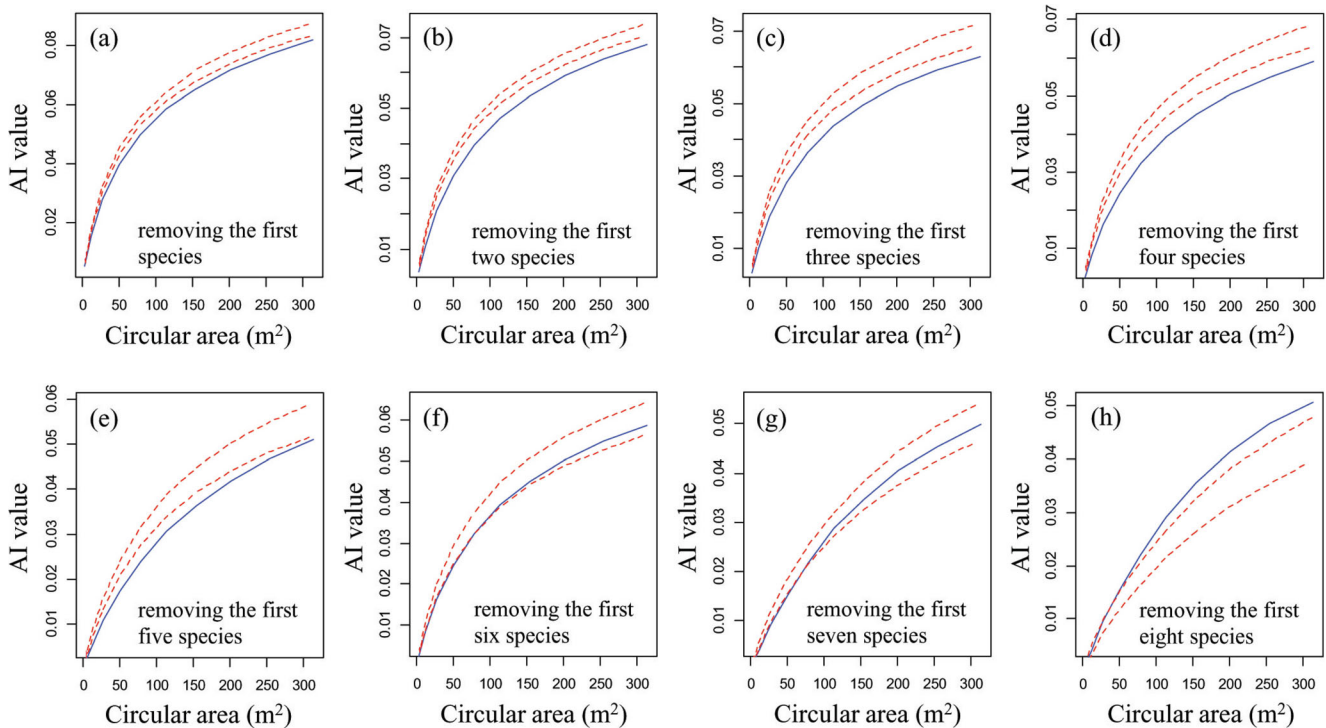 (a)
AI value
0.02 0.04 0.06 0.08
removing the first
species
0 50 100 150 200 250 300
Circular area (m²)
(b)
AI value
0.01 0.03 0.05 0.07
removing the first
two species
0 50 100 150 200 250 300
Circular area (m²)
(c)
AI value
0.01 0.03 0.05 0.07
removing the first
three species
0 50 100 150 200 250 300
Circular area (m²)
(d)
AI value
0.01 0.03 0.05 0.07
removing the first
four species
0 50 100 150 200 250 300
Circular area (m²)
(e)
AI value
0.01 0.02 0.03 0.04 0.05 0.06
removing the first
five species
0 50 100 150 200 250 300
Circular area (m²)
(f)
AI value
0.01 0.02 0.03 0.04 0.05 0.06
removing the first
six species
0 50 100 150 200 250 300
Circular area (m²)
(g)
AI value
0.01 0.02 0.03 0.04 0.05
removing the first
seven species
0 50 100 150 200 250 300
Circular area (m²)
(h)
AI value
0.01 0.02 0.03 0.04 0.05
removing the first
eight species
0 50 100 150 200 250 300
Circular area (m²)